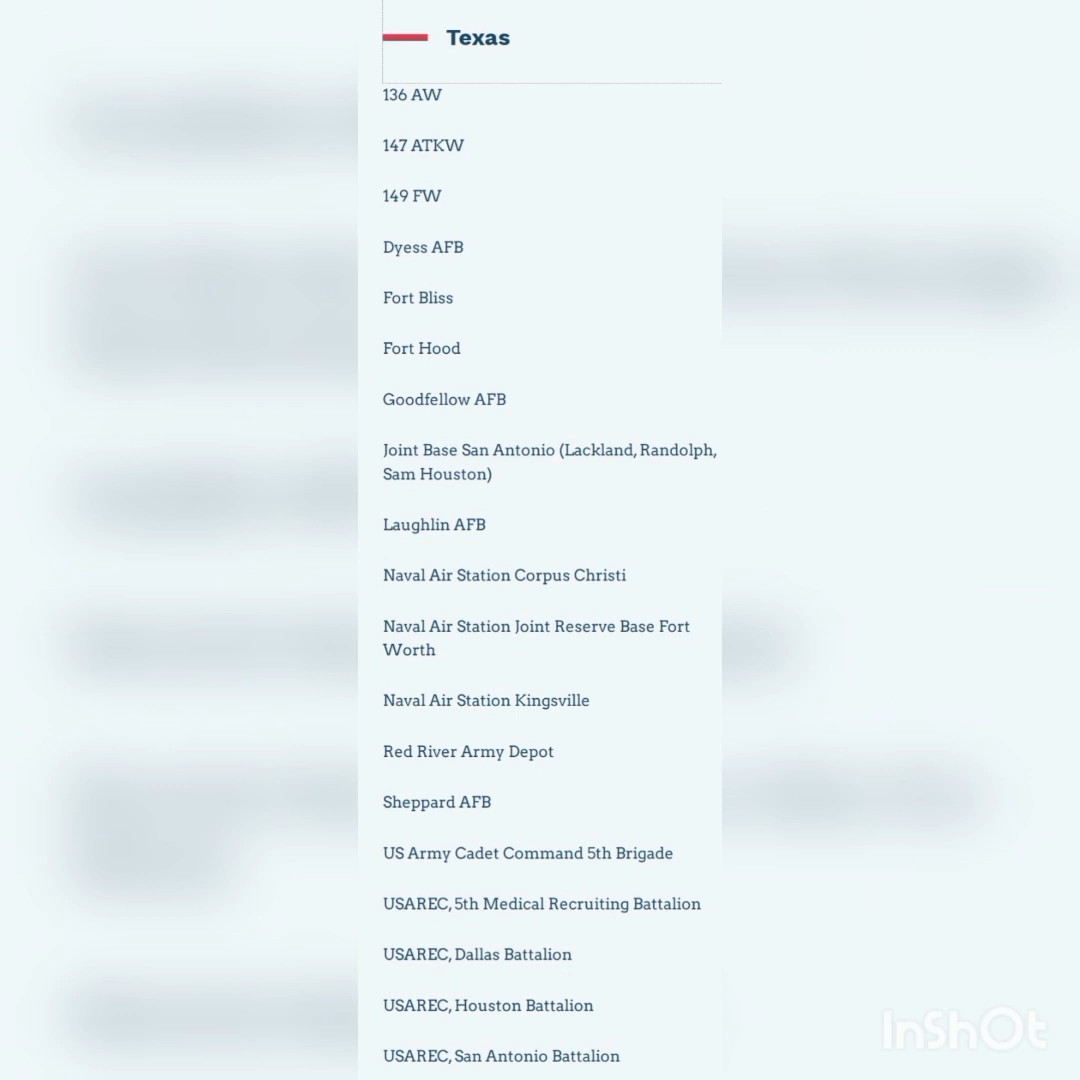 Texas
136 AW
147 ATKW
149 FW
Dyess AFB
Fort Bliss
Fort Hood
Goodfellow AFB
Joint Base San Antonio (Lackland, Randolph,
Sam Houston)
Laughlin AFB
Naval Air Station Corpus Christi
Naval Air Station Joint Reserve Base Fort
Worth
Naval Air Station Kingsville
Red River Army Depot
Sheppard AFB
US Army Cadet Command 5th Brigade
USAREC, 5th Medical Recruiting Battalion
USAREC, Dallas Battalion
USAREC, Houston Battalion
USAREC, San Antonio Battalion
InShOt